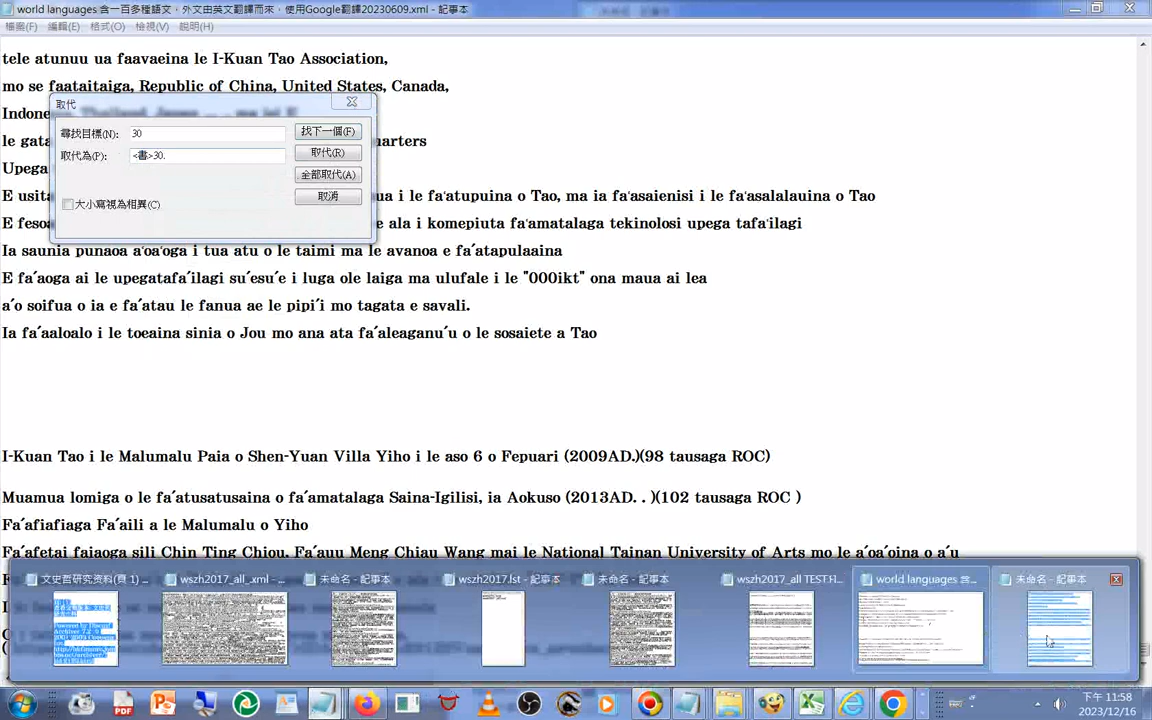 world languages 含一百多種語文，外文由英文翻譯而來，使用Google翻譯20230609.xml - 記事本
檔案(F) 編輯(E) 格式(O) 檢視(V) 說明(H)
tele atunuu ua faavaeina le I-Kuan Tao Association,
mo se faataitaiga, Republic of China, United States, Canada,
取代
尋找目標(N): 30 找下一個(F)
取代為(P): <書>30. 取代(R)
全部取代(A)
大小寫視為相異(C) 取消
Indone
le gata arters
Upega
E usita ua i le fa'atupuina o Tao, ma ia fa'asaienisi i le fa'asalalauina o Tao
E feso e ala i komepiuta fa'amatalaga tekinolosi upega tafa'ilagi
Ia saunia punaoa a'oa'oga i tua atu o le taimi ma le avanoa e fa'atapulaaina
E fa'aoga ai le upegatafa'ilagi su'esu'e i luga ole laiga ma ulufale i le "000ikt" ona maua ai lea
a'o soifua o ia e fa'atau le fanua ae le pipi'i mo tagata e savali.
Ia fa'aaloalo i le toeaina sinia o Jou mo ana ata fa'aleaganu'u o le sosaiete a Tao
I-Kuan Tao i le Malumalu Paia o Shen-Yuan Villa Yiho i le aso 6 o Fepuari (2009AD.)(98 tausaga ROC)
Muamua lomiga o le fa'atusatusaina o fa'amatalaga Saina-Igilisi, ia Aokuso (2013AD. . )(102 tausaga ROC )
Fa'afiafiaga Fa'aili a le Malumalu o Yiho
Fa'afetai faiaoga sili Chin Ting Chiou, Fa'auu Meng Chiau Wang mai le National Tainan University of Arts mo le a'oa'oina o a'u
文史哲研究资料(頁 1) ... wszh2017_all_.xml - ... 未命名 - 記事本 wszh2017.lst - 記事本 未命名 - 記事本 wszh2017_all TEST.H... world languages 含... 未命名 - 記事本
下午 11:58
2023/12/16